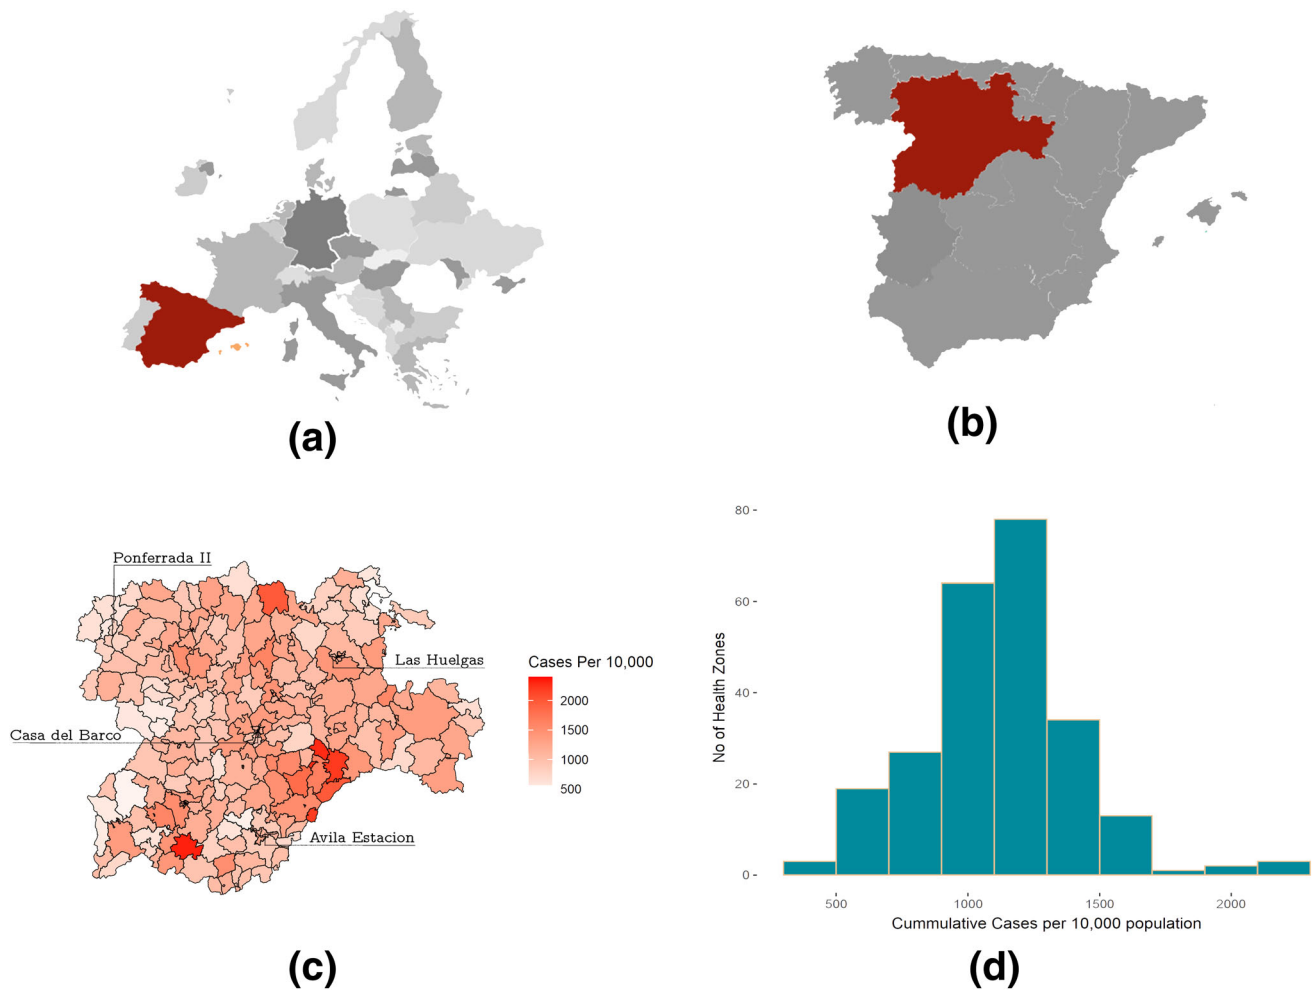 (a)
(b)
Ponferrada II
Las Huelgas
Casa del Barco
Avila Estacion
Cases Per 10,000
2000
1500
1000
500
(c)
No of Health Zones
80
60
40
20
0
500 1000 1500 2000
Cummulative Cases per 10,000 population
(d)